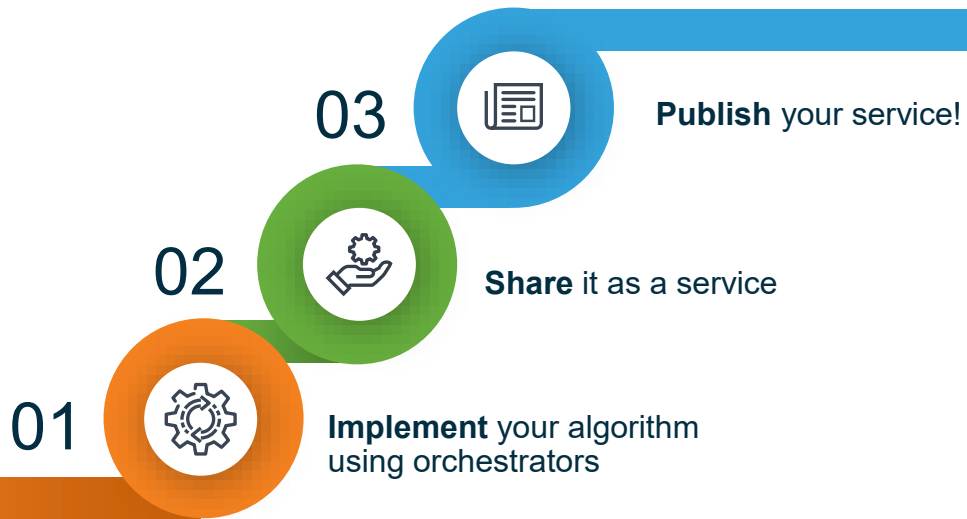 03
Publish your service!
02
Share it as a service
01
Implement your algorithm
using orchestrators